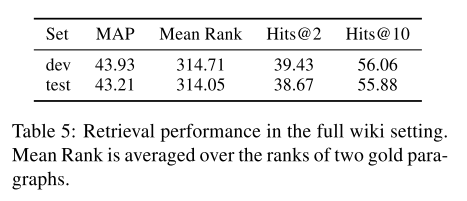 Set MAP Mean Rank Hits@2 Hits@10
dev 43.93 314.71 39.43 56.06
test 43.21 314.05 38.67 55.88
Table 5: Retrieval performance in the full wiki setting.
Mean Rank is averaged over the ranks of two gold para-
graphs.